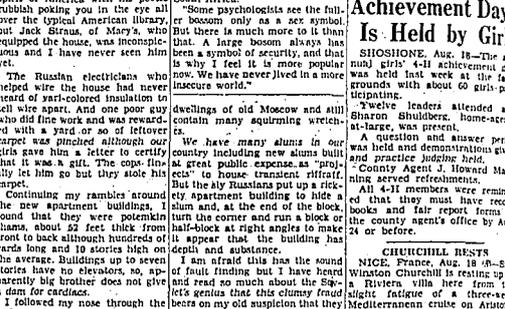 rubbish poking you in the eye all
over the typical American library,
but Jack Straus, of Macy's, who
equipped the house, was inconspic-
uous and I have never seen him
yet.
The Russian electricians who
helped wire the house had never
heard of vari-colored insulation to
tell wire apart. And one poor guy
who did fine work and was reward-
ed with a yard or so of leftover
carpet was pinched although our
girls gave him a letter to certify
that it was a gift. The cops fina-
lly let him go but they stole his
carpet.
Continuing my rambles around
the new apartment buildings, I
found that they were potemkin
shams, about 52 feet thick from
front to back although hundreds of
yards long and 10 stories high on
the average. Buildings up to seven
stories have no elevators, so, ap-
parently big brother does not give
a dam for cardiacs.
I followed my nose through the
"Some psychologists see the full-
er bosom only as a sex symbol.
But there is much more to it than
that. A large bosom always has
been a symbol of security, and that
is why I feel it is more popular
now. We have never lived in a more
insecure world."
dwellings of old Moscow and still
contain many squirming wretch-
es.
We have many slums in our
country including new slums built
at great public expense, as "proj-
ects" to house transient riffraff.
But the sly Russians put up a rick-
ety apartment building to hide a
slum and, at the end of the block,
turn the corner and run a block or
half-block at right angles to make
it appear that the building has
depth and substance.
I am afraid this has the sound
of fault finding but I have heard
and read so much about the Sov-
iet's genius that this clumsy fraud
bears on my old suspicion that they
Achievement Day
Is Held by Gir
SHOSHONE, Aug. 18—The
nual girls' 4-H achievement
was held last week at the fa
grounds with about 60 girls p
ticipating.
Twelve leaders attended
Sharon Shuldberg, home-age
at-large, was present.
A question and answer per
was held and demonstrations giv
and practice judging held.
County Agent J. Howard Ma
ning served refreshments.
All 4-H members were remin
ed that they must have reco
books and fair report forms
the county agent's office by A
24 or before.
CHURCHILL RESTS
NICE, France, Aug. 18
Winston Churchill is resting up
a Riviera villa here from
slight fatigue of a three-
Mediterranean cruise on Aristo